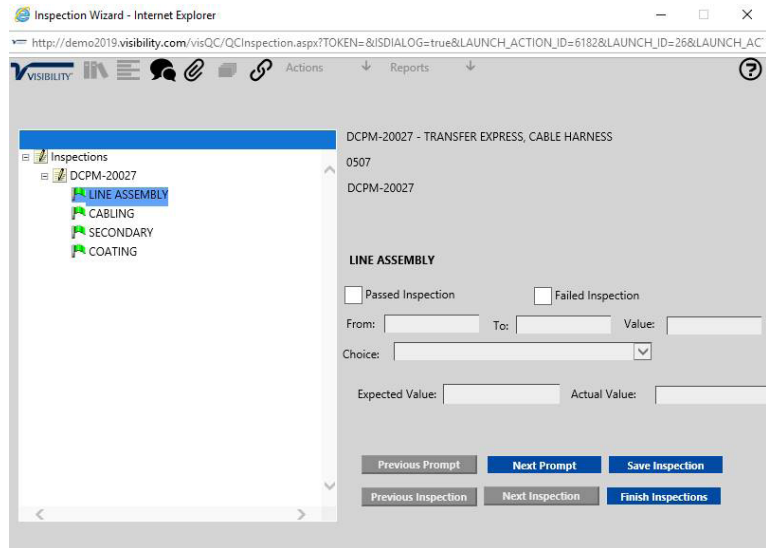 Inspection Wizard - Internet Explorer
http://demo2019.visibility.com/visQC/QCInspection.aspx?TOKEN=&ISDIALOG=true&LAUNCH_ACTION_ID=6182&LAUNCH_ID=26&LAUNCH_AC
VISIBILITY Actions Reports
Inspections
DCPM-20027
LINE ASSEMBLY
CABLING
SECONDARY
COATING
DCPM-20027 - TRANSFER EXPRESS, CABLE HARNESS
0507
DCPM-20027
LINE ASSEMBLY
Passed Inspection Failed Inspection
From: To: Value:
Choice:
Expected Value: Actual Value:
Previous Prompt Next Prompt Save Inspection
Previous Inspection Next Inspection Finish Inspections